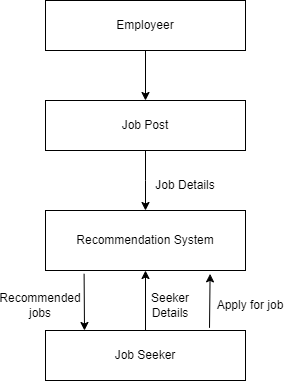 Employeer
Job Post
Job Details
Recommendation System
Recommended
jobs
Seeker
Details
Apply for job
Job Seeker